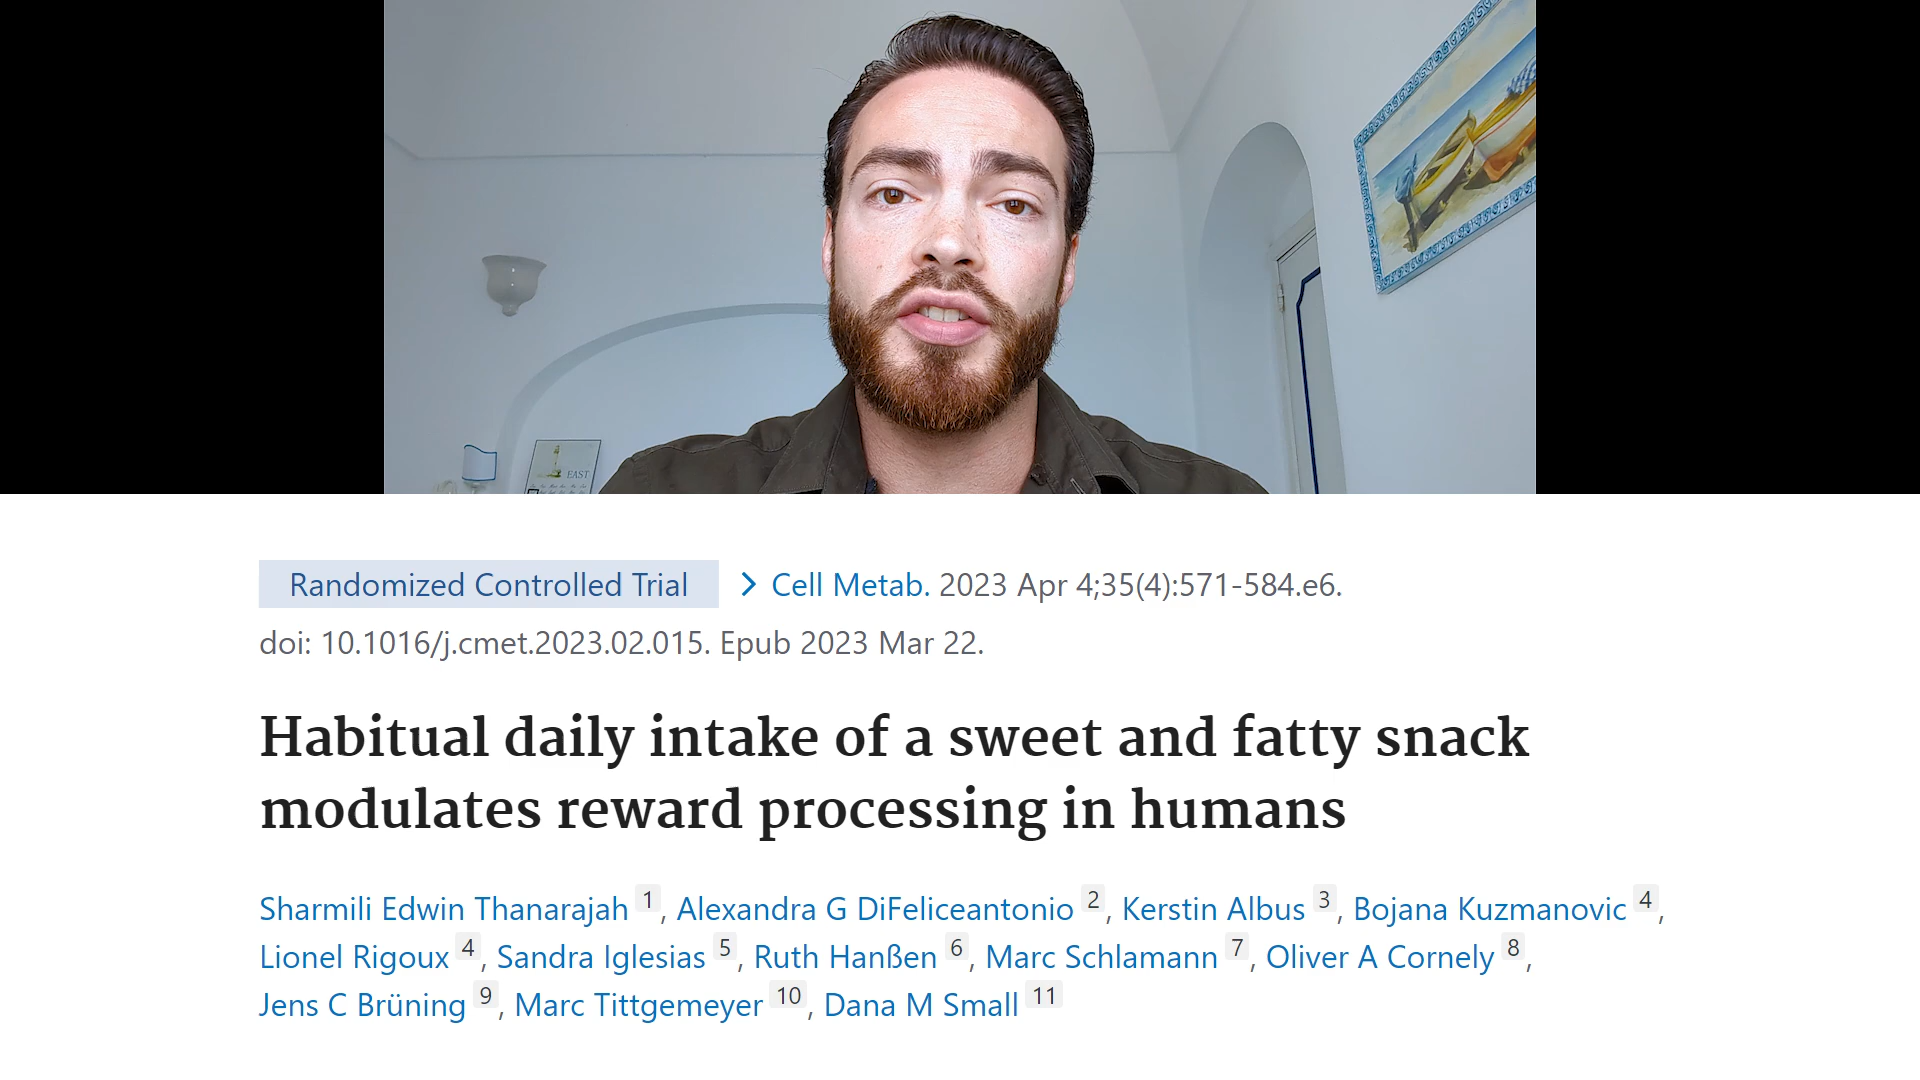 EAST
Randomized Controlled Trial > Cell Metab. 2023 Apr 4;35(4):571-584.e6.
doi: 10.1016/j.cmet.2023.02.015. Epub 2023 Mar 22.
Habitual daily intake of a sweet and fatty snack
modulates reward processing in humans
Sharmili Edwin Thanarajah 1, Alexandra G DiFeliceantonio 2, Kerstin Albus 3, Bojana Kuzmanovic 4,
Lionel Rigoux 4, Sandra Iglesias 5, Ruth Hanßen 6, Marc Schlamann 7, Oliver A Cornely 8,
Jens C Brüning 9, Marc Tittgemeyer 10, Dana M Small 11